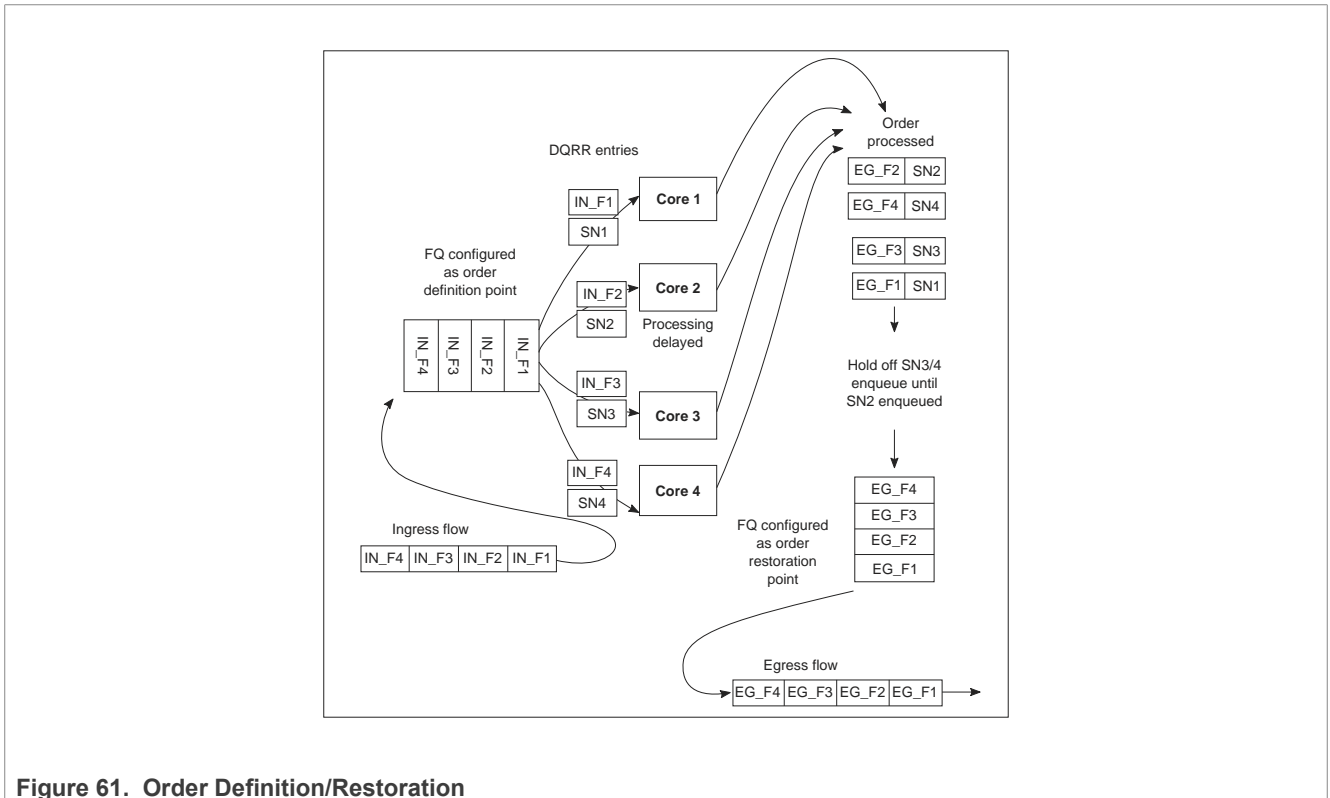 DQRR entries
IN_F1
SN1
Core 1
FQ configured
as order
definition point
IN_F2
SN2
Core 2
Processing
delayed
IN_F4
IN_F3
IN_F2
IN_F1
IN_F3
SN3
Core 3
IN_F4
SN4
Core 4
Ingress flow
IN_F4 IN_F3 IN_F2 IN_F1
Order
processed
EG_F2 SN2
EG_F4 SN4
EG_F3 SN3
EG_F1 SN1
Hold off SN3/4
enqueue until
SN2 enqueued
FQ configured
as order
restoration
point
EG_F4
EG_F3
EG_F2
EG_F1
Egress flow
EG_F4 EG_F3 EG_F2 EG_F1
Figure 61. Order Definition/Restoration